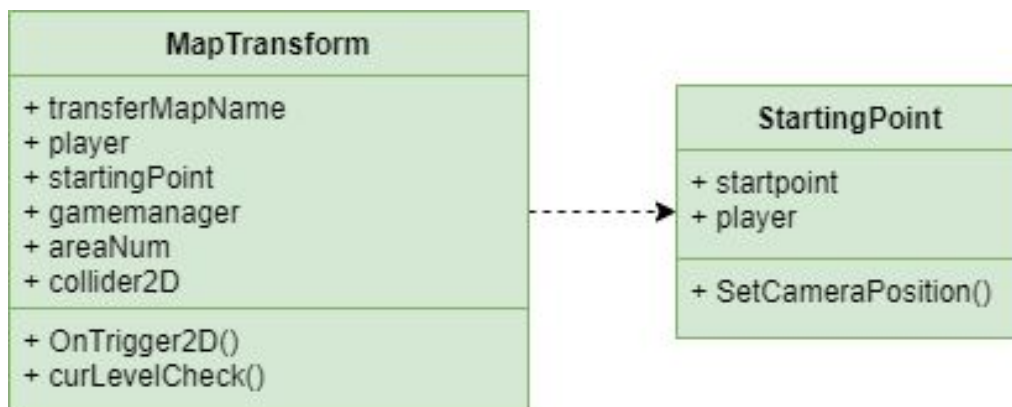 MapTransform
+ transferMapName
+ player
+ startingPoint
+ gamemanager
+ areaNum
+ collider2D
+ OnTrigger2D()
+ curLevelCheck()
StartingPoint
+ startpoint
+ player
+ SetCameraPosition()